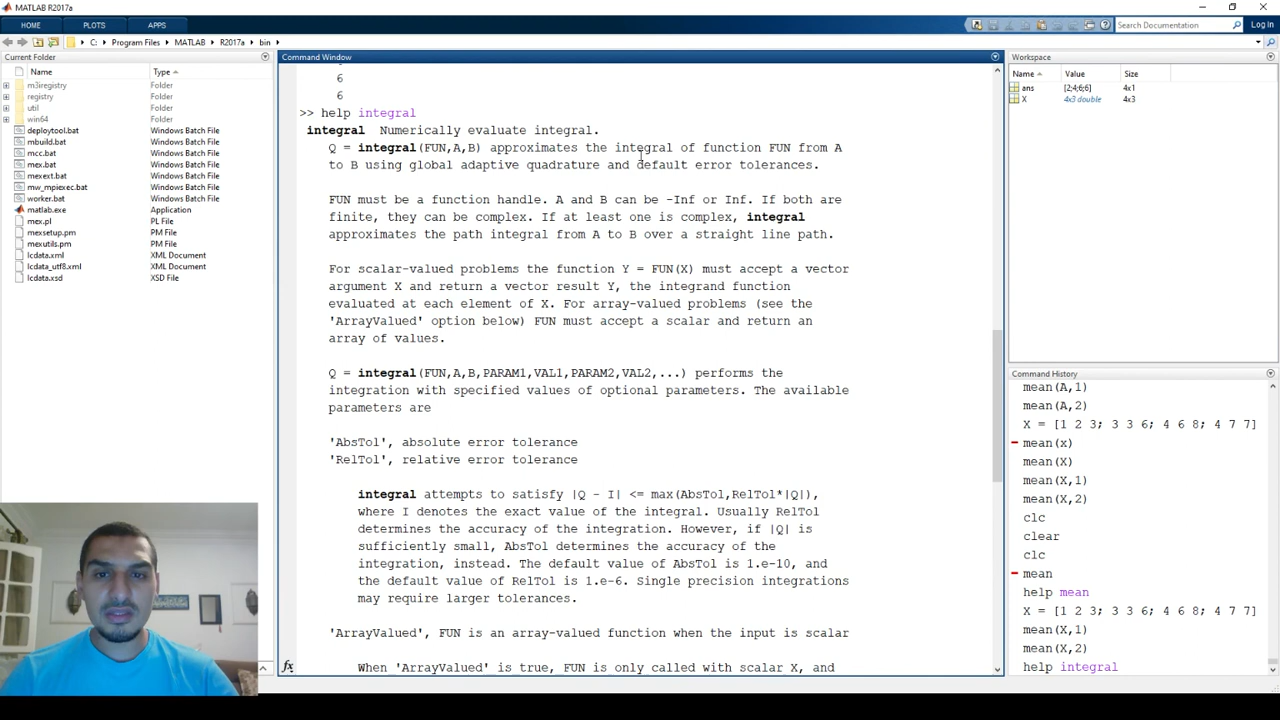 MATLAB R2017a
HOME PLOTS APPS
Search Documentation
Log In
C: Program Files MATLAB R2017a bin
Current Folder
Name Type
m3iregistry Folder
registry Folder
util Folder
win64 Folder
deploytool.bat Windows Batch File
mbuild.bat Windows Batch File
mcc.bat Windows Batch File
mex.bat Windows Batch File
mexext.bat Windows Batch File
mw_mpiexec.bat Windows Batch File
worker.bat Windows Batch File
matlab.exe Application
mex.pl PL File
mexsetup.pm PM File
mexutils.pm PM File
lcdata.xml XML Document
lcdata_utf8.xml XML Document
lcdata.xsd XSD File
Command Window
6
6
>> help integral
integral Numerically evaluate integral.
Q = integral(FUN,A,B) approximates the integral of function FUN from A
to B using global adaptive quadrature and default error tolerances.
FUN must be a function handle. A and B can be -Inf or Inf. If both are
finite, they can be complex. If at least one is complex, integral
approximates the path integral from A to B over a straight line path.
For scalar-valued problems the function Y = FUN(X) must accept a vector
argument X and return a vector result Y, the integrand function
evaluated at each element of X. For array-valued problems (see the
'ArrayValued' option below) FUN must accept a scalar and return an
array of values.
Q = integral(FUN,A,B,PARAM1,VAL1,PARAM2,VAL2,...) performs the
integration with specified values of optional parameters. The available
parameters are
'AbsTol', absolute error tolerance
'RelTol', relative error tolerance
integral attempts to satisfy |Q - I| <= max(AbsTol,RelTol*|Q|),
where I denotes the exact value of the integral. Usually RelTol
determines the accuracy of the integration. However, if |Q| is
sufficiently small, AbsTol determines the accuracy of the
integration, instead. The default value of AbsTol is 1.e-10, and
the default value of RelTol is 1.e-6. Single precision integrations
may require larger tolerances.
'ArrayValued', FUN is an array-valued function when the input is scalar
When 'ArrayValued' is true, FUN is only called with scalar X, and
fx
Workspace
Name Value Size
ans [2;4;6;6] 4x1
X 4x3 double 4x3
Command History
mean(A,1)
mean(A,2)
X = [1 2 3; 3 3 6; 4 6 8; 4 7 7]
mean(x)
mean(X)
mean(X,1)
mean(X,2)
clc
clear
clc
mean
help mean
X = [1 2 3; 3 3 6; 4 6 8; 4 7 7]
mean(X,1)
mean(X,2)
help integral